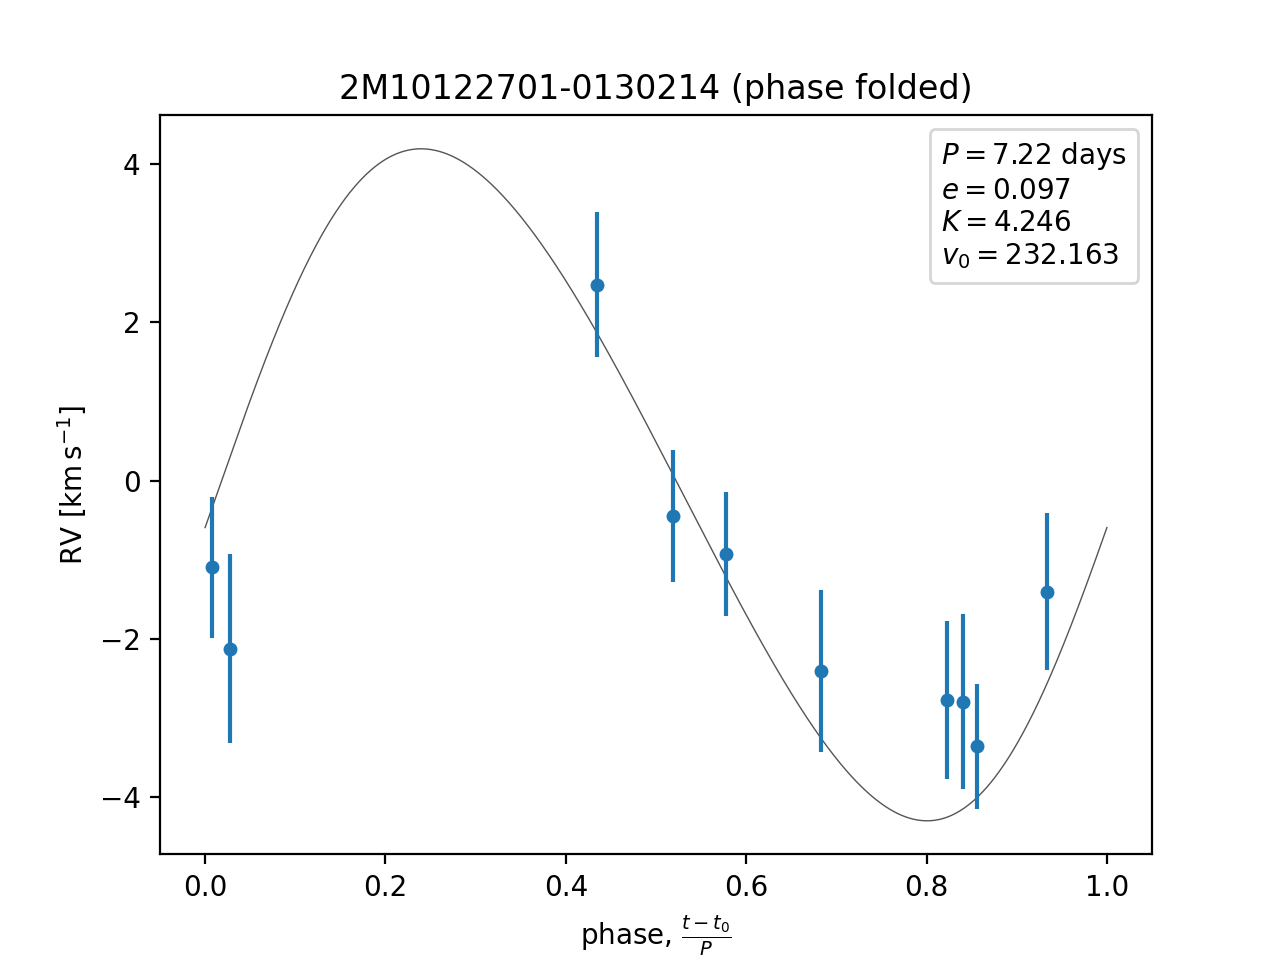 2M10122701-0130214 (phase folded)
P = 7.22 days
e = 0.097
K = 4.246
v₀ = 232.163
RV [km s⁻¹]
4
2
0
−2
−4
0.0 0.2 0.4 0.6 0.8 1.0
phase, (t − t₀)/P